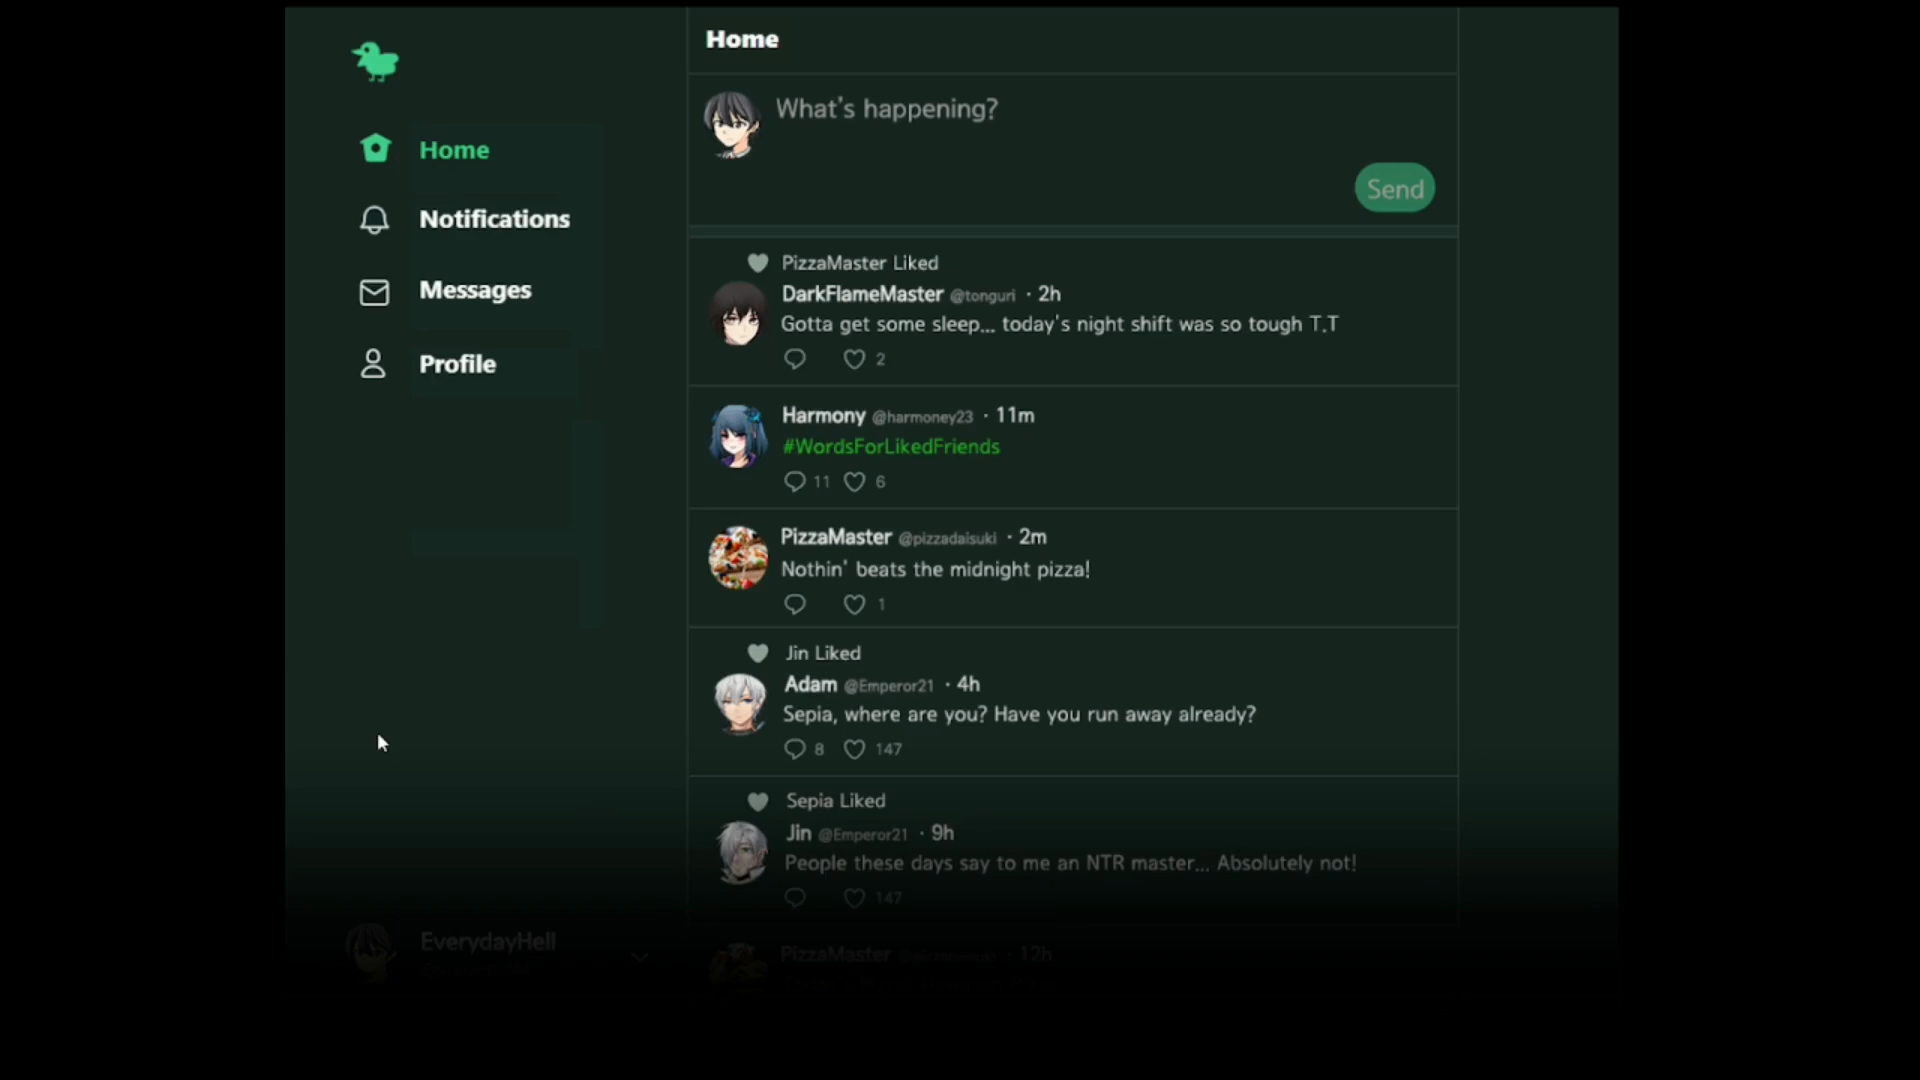 Home
Notifications
Messages
Profile
EverydayHell
Home
What's happening?
Send
PizzaMaster Liked
DarkFlameMaster @tonguri · 2h
Gotta get some sleep... today's night shift was so tough T.T
2
Harmony @harmoney23 · 11m
#WordsForLikedFriends
11 6
PizzaMaster @pizzadaisuki · 2m
Nothin' beats the midnight pizza!
1
Jin Liked
Adam @Emperor21 · 4h
Sepia, where are you? Have you run away already?
8 147
Sepia Liked
Jin @Emperor21 · 9h
People these days say to me an NTR master... Absolutely not!
147
PizzaMaster · 12h